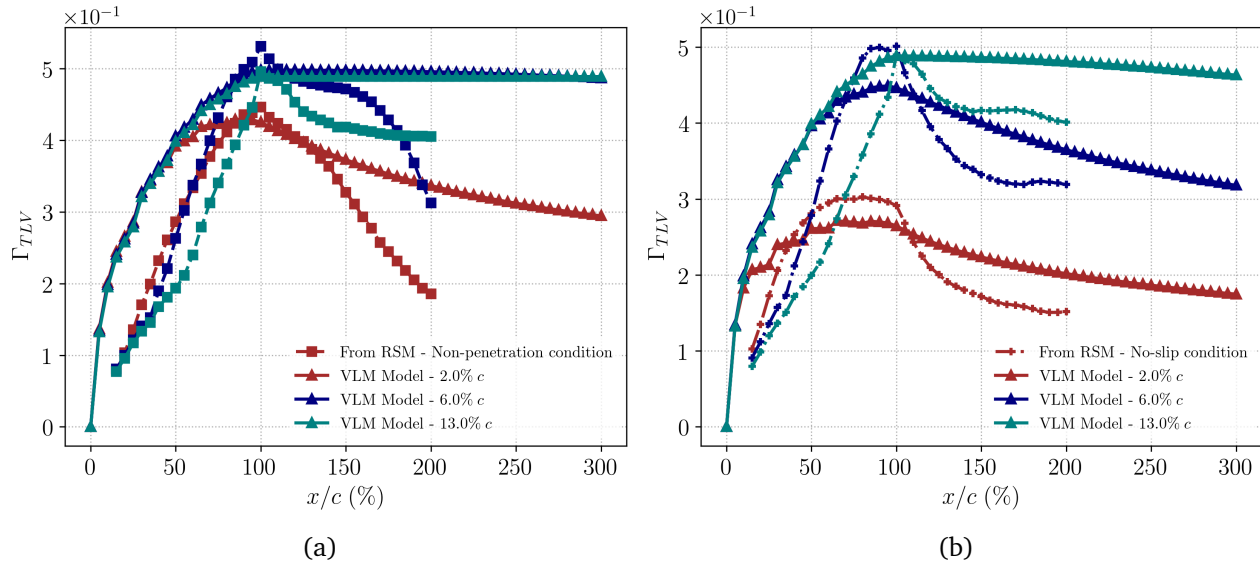 ×10⁻¹
5
4
3
2
1
0
Γ_TLV
0 50 100 150 200 250 300
x/c (%)
From RSM - Non-penetration condition
VLM Model - 2.0% c
VLM Model - 6.0% c
VLM Model - 13.0% c
(a)
×10⁻¹
5
4
3
2
1
0
Γ_TLV
0 50 100 150 200 250 300
x/c (%)
From RSM - No-slip condition
VLM Model - 2.0% c
VLM Model - 6.0% c
VLM Model - 13.0% c
(b)